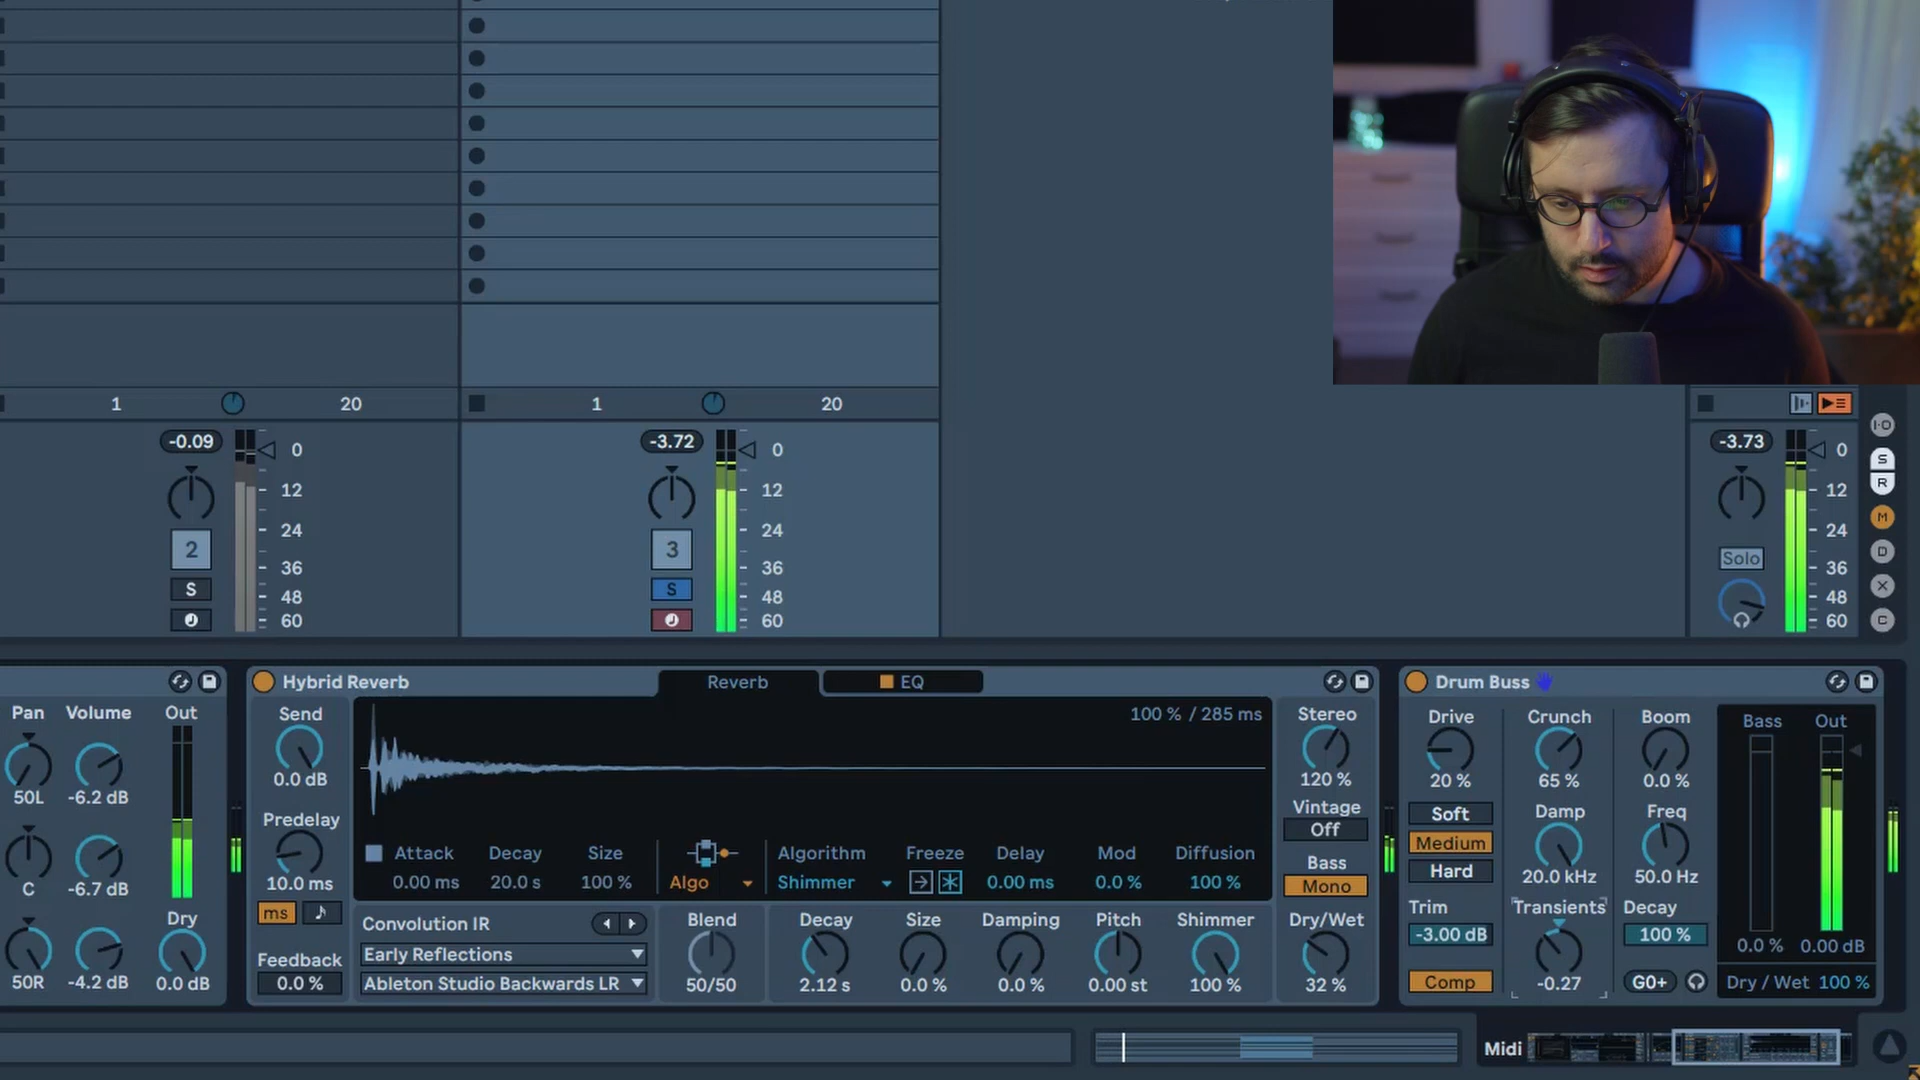 1 20 1 20
-0.09 0 -3.72 0 -3.73 0
12 12 12
24 24 24
2 3 Solo
36 36 36
S S
48 48 48
60 60 60
I·O
S
R
M
D
X
C
Pan Volume Out
50L -6.2 dB
C -6.7 dB
Dry
50R -4.2 dB 0.0 dB
Hybrid Reverb Reverb EQ
Send
0.0 dB
Predelay
10.0 ms
ms
Feedback
0.0 %
100 % / 285 ms
Attack Decay Size Algorithm Freeze Delay Mod Diffusion
0.00 ms 20.0 s 100 % Algo Shimmer 0.00 ms 0.0 % 100 %
Convolution IR
Early Reflections
Ableton Studio Backwards LR
Blend Decay Size Damping Pitch Shimmer
50/50 2.12 s 0.0 % 0.0 % 0.00 st 100 %
Stereo
120 %
Vintage
Off
Bass
Mono
Dry/Wet
32 %
Drum Buss
Drive Crunch Boom
20 % 65 % 0.0 %
Soft
Medium
Hard
Damp Freq
20.0 kHz 50.0 Hz
Trim Transients Decay
-3.00 dB 100 %
Comp -0.27 G0+
Bass Out
0.0 % 0.00 dB
Dry / Wet 100 %
Midi